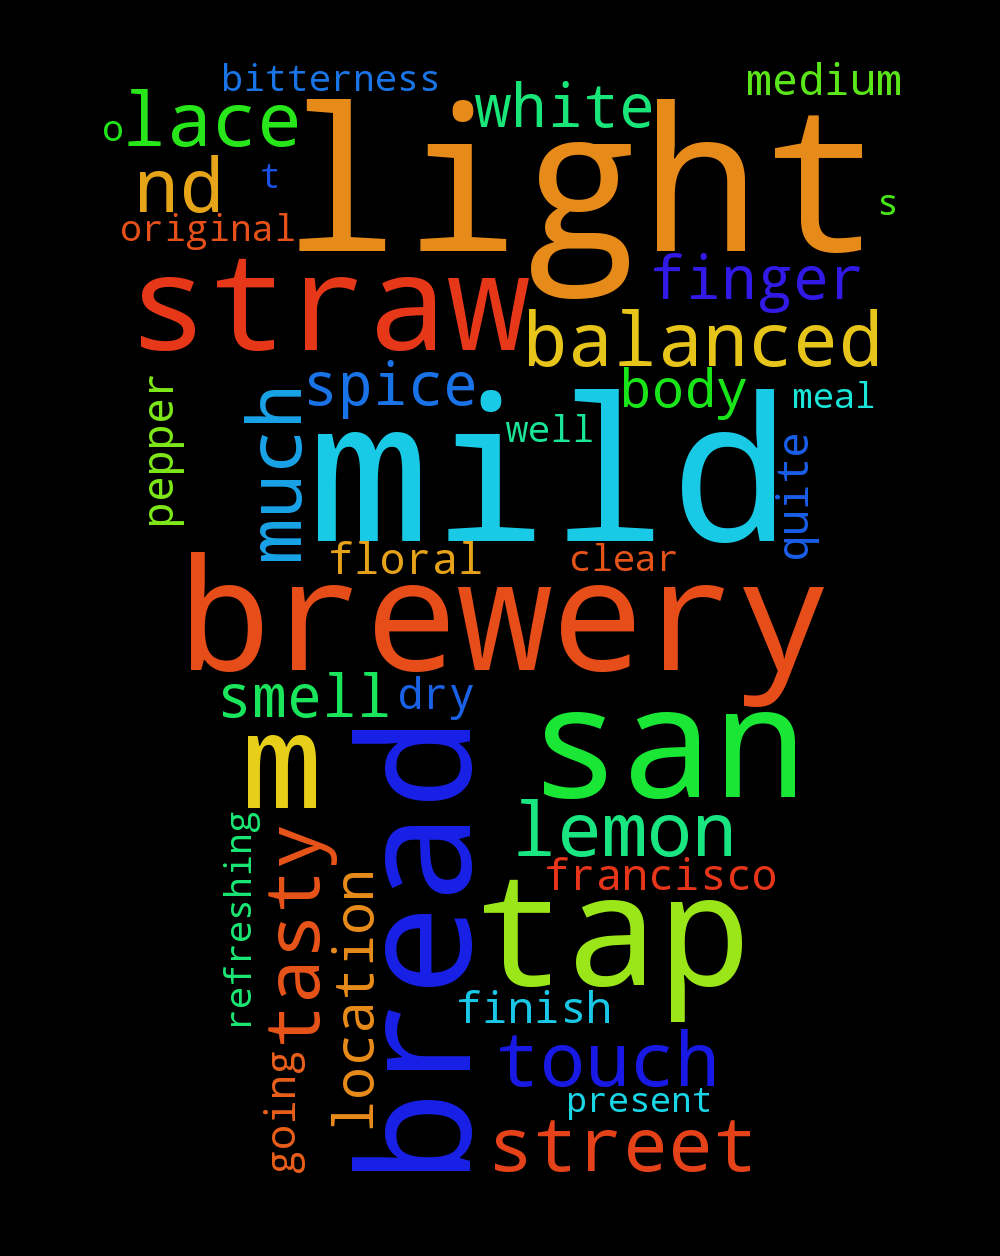 bitterness
medium
white
o
lace
light
nd
t
original
s
straw
finger
balanced
spice
body
meal
pepper
much
well
mild
quite
floral
clear
brewery
smell
dry
san
m
bread
lemon
refreshing
tasty
francisco
location
tap
finish
going
touch
present
street